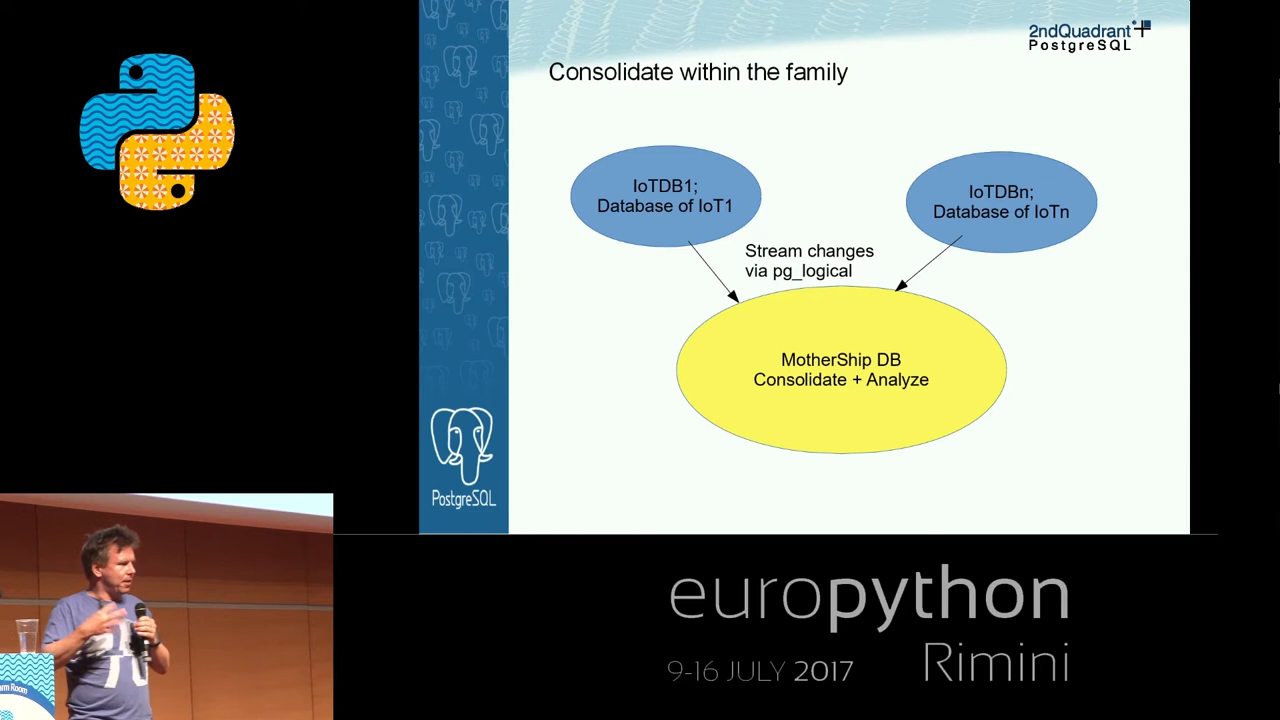 2ndQuadrant
PostgreSQL
Consolidate within the family
IoTDB1;
Database of IoT1
IoTDBn;
Database of IoTn
Stream changes
via pg_logical
MotherShip DB
Consolidate + Analyze
PostgreSQL
europython
9-16 JULY 2017
Rimini
Room